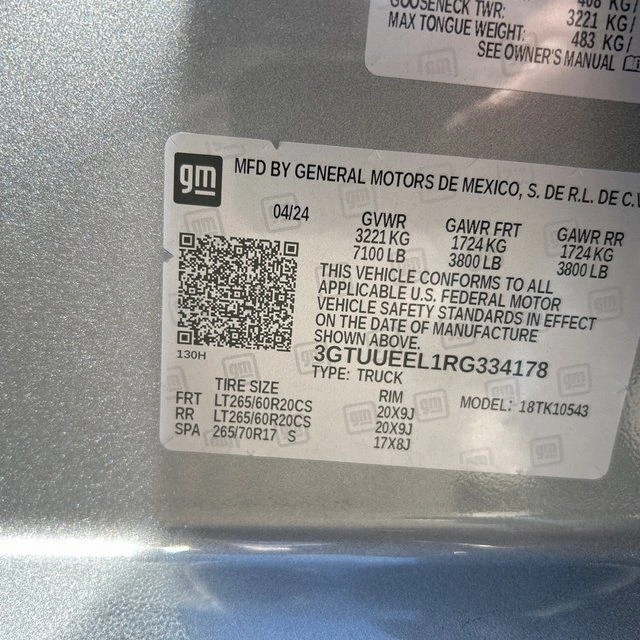 GOOSENECK TWR:
3221 KG/
MAX TONGUE WEIGHT:
483 KG/
SEE OWNER'S MANUAL
gm
MFD BY GENERAL MOTORS DE MEXICO, S. DE R.L. DE C.V
04/24
GVWR GAWR FRT GAWR RR
3221 KG 1724 KG 1724 KG
7100 LB 3800 LB 3800 LB
THIS VEHICLE CONFORMS TO ALL
APPLICABLE U.S. FEDERAL MOTOR
VEHICLE SAFETY STANDARDS IN EFFECT
ON THE DATE OF MANUFACTURE
SHOWN ABOVE.
130H
3GTUUEEL1RG334178
TYPE: TRUCK
TIRE SIZE RIM MODEL: 18TK10543
FRT LT265/60R20CS 20X9J
RR LT265/60R20CS 20X9J
SPA 265/70R17 S 17X8J